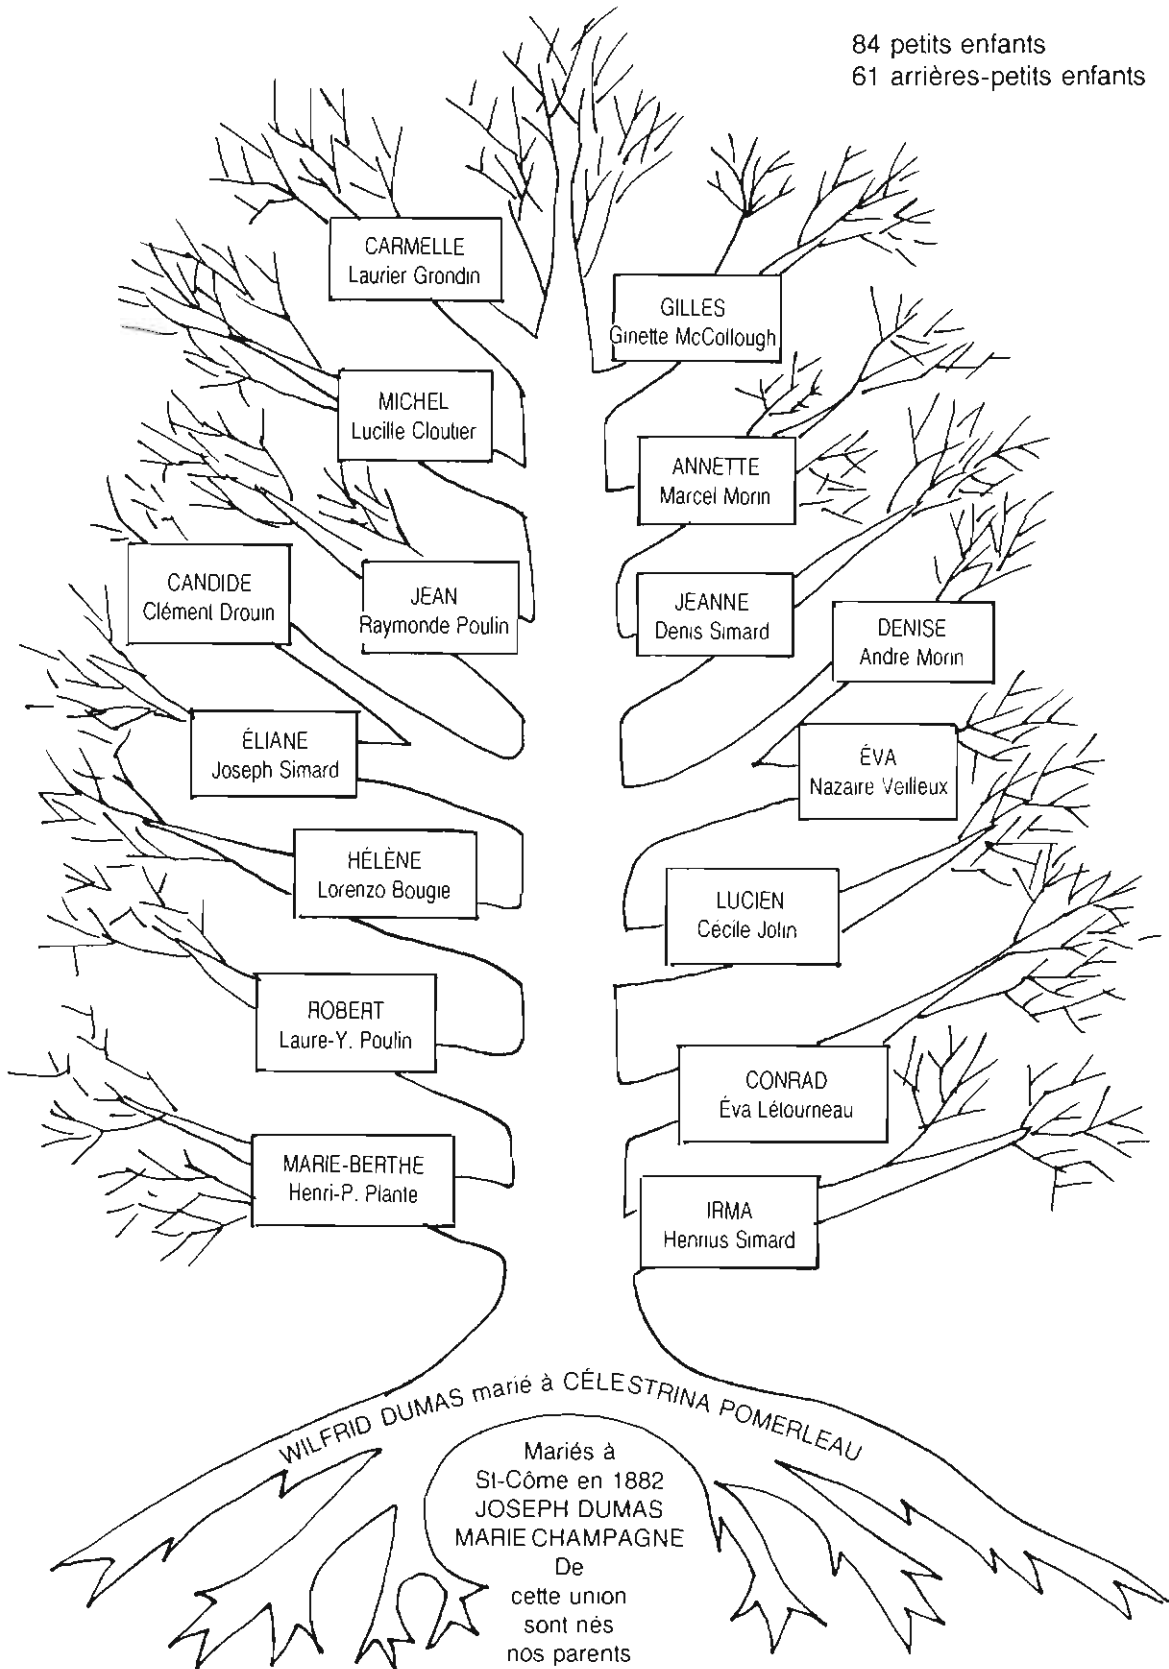 84 petits enfants
61 arrières-petits enfants
CARMELLE
Laurier Grondin
GILLES
Ginette McCollough
MICHEL
Lucille Cloutier
ANNETTE
Marcel Morin
CANDIDE
Clément Drouin
JEAN
Raymonde Poulin
JEANNE
Denis Simard
DENISE
Andre Morin
ÉLIANE
Joseph Simard
ÉVA
Nazaire Veilleux
HÉLÈNE
Lorenzo Bougie
LUCIEN
Cécile Jolin
ROBERT
Laure-Y. Poulin
CONRAD
Éva Létourneau
MARIE-BERTHE
Henri-P. Plante
IRMA
Henrius Simard
WILFRID DUMAS marié à CÉLESTRINA POMERLEAU
Mariés à
St-Côme en 1882
JOSEPH DUMAS
MARIE CHAMPAGNE
De
cette union
sont nés
nos parents